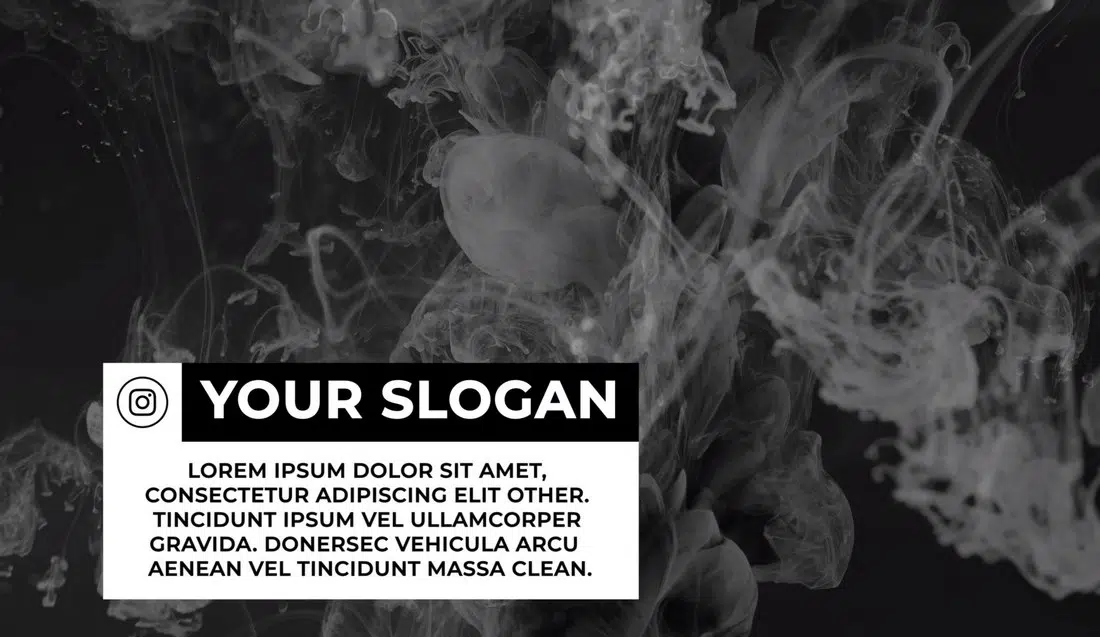 YOUR SLOGAN
LOREM IPSUM DOLOR SIT AMET,
CONSECTETUR ADIPISCING ELIT OTHER.
TINCIDUNT IPSUM VEL ULLAMCORPER
GRAVIDA. DONERSEC VEHICULA ARCU
AENEAN VEL TINCIDUNT MASSA CLEAN.